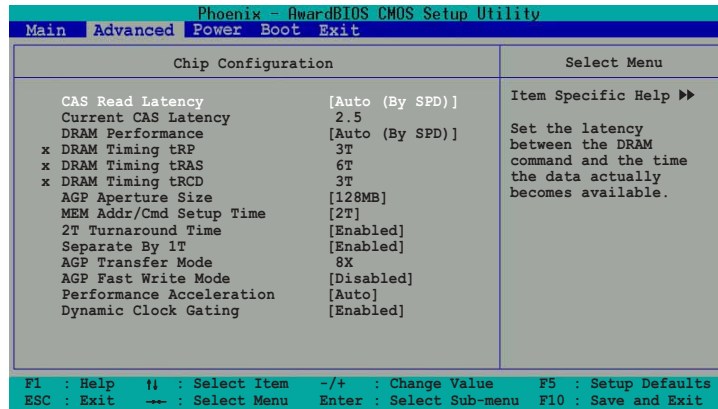 Phoenix - AwardBIOS CMOS Setup Utility
Main Advanced Power Boot Exit
Chip Configuration
Select Menu
CAS Read Latency [Auto (By SPD)]
Current CAS Latency 2.5
DRAM Performance [Auto (By SPD)]
x DRAM Timing tRP 3T
x DRAM Timing tRAS 6T
x DRAM Timing tRCD 3T
AGP Aperture Size [128MB]
MEM Addr/Cmd Setup Time [2T]
2T Turnaround Time [Enabled]
Separate By 1T [Enabled]
AGP Transfer Mode 8X
AGP Fast Write Mode [Disabled]
Performance Acceleration [Auto]
Dynamic Clock Gating [Enabled]
Item Specific Help ▶▶
Set the latency
between the DRAM
command and the time
the data actually
becomes available.
F1 : Help ↑↓ : Select Item -/+ : Change Value F5 : Setup Defaults
ESC : Exit →← : Select Menu Enter : Select Sub-menu F10 : Save and Exit